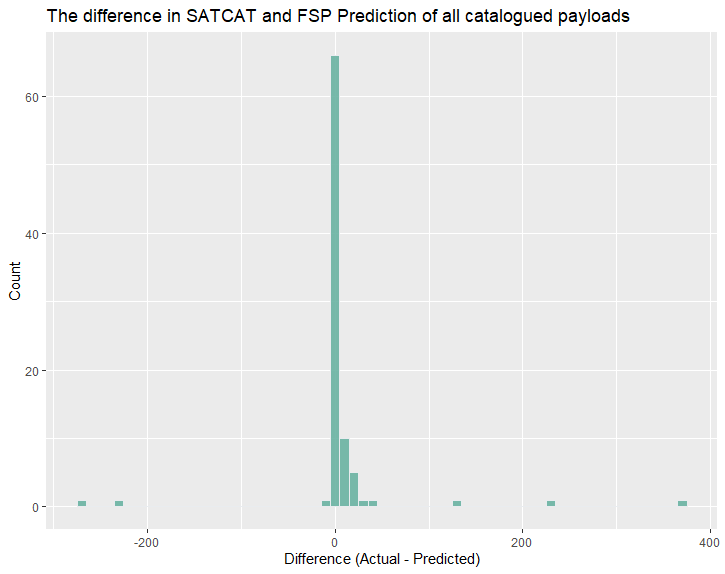 The difference in SATCAT and FSP Prediction of all catalogued payloads
60
40
20
0
Count
-200
0
200
400
Difference (Actual - Predicted)